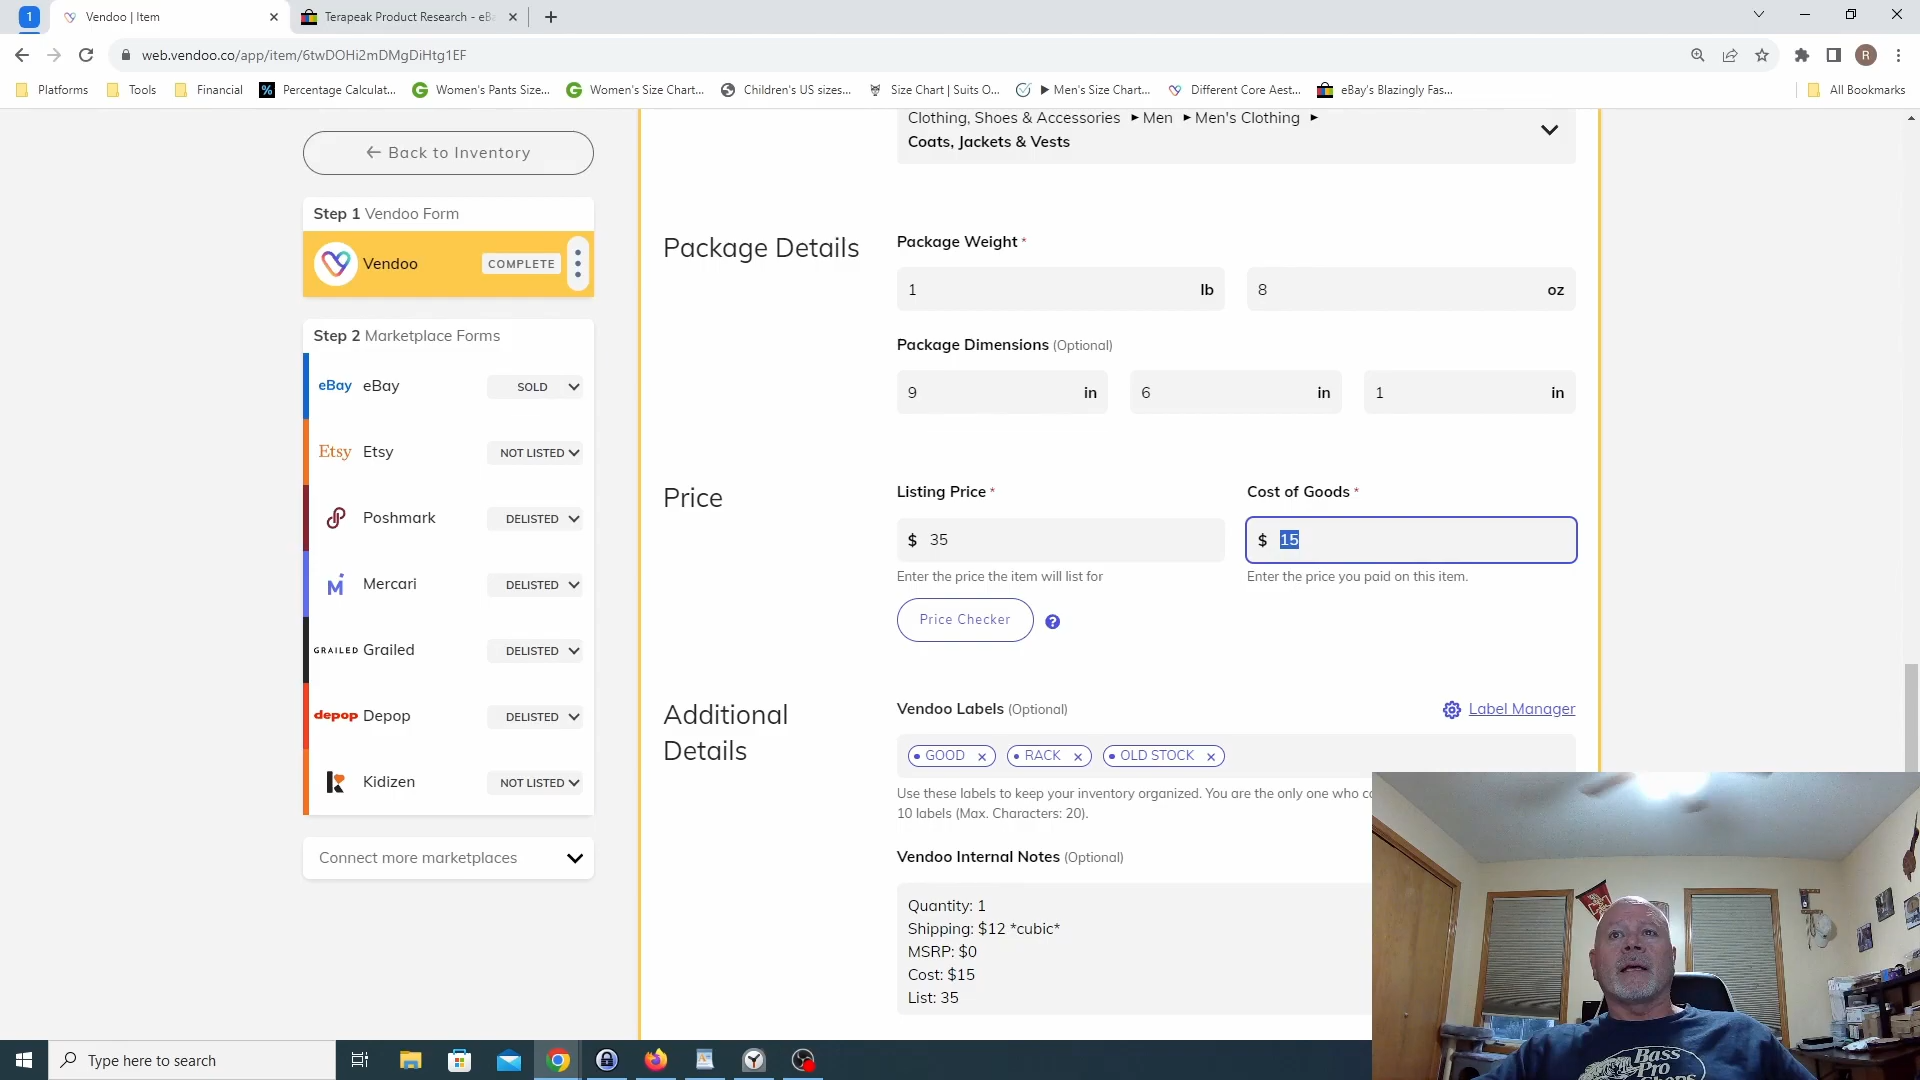 1
Vendoo | Item
Terapeak Product Research - eB
web.vendoo.co/app/item/6twDOHi2mDMgDiHtg1EF
R
Platforms
Tools
Financial
%
Percentage Calculat...
Women's Pants Size...
Women's Size Chart...
Children's US sizes...
Size Chart | Suits O...
Men's Size Chart...
Different Core Aest...
eBay's Blazingly Fas...
All Bookmarks
Back to Inventory
Step 1 Vendoo Form
Vendoo
COMPLETE
Step 2 Marketplace Forms
eBay eBay SOLD
Etsy Etsy NOT LISTED
Poshmark DELISTED
Mercari DELISTED
GRAILED Grailed DELISTED
depop Depop DELISTED
Kidizen NOT LISTED
Connect more marketplaces
Clothing, Shoes & Accessories ▸ Men ▸ Men's Clothing ▸
Coats, Jackets & Vests
Package Details
Package Weight *
1 lb 8 oz
Package Dimensions (Optional)
9 in 6 in 1 in
Price
Listing Price * Cost of Goods *
$ 35 $ 15
Enter the price the item will list for Enter the price you paid on this item.
Price Checker ?
Additional
Details
Vendoo Labels (Optional) Label Manager
GOOD × RACK × OLD STOCK ×
Use these labels to keep your inventory organized. You are the only one who
10 labels (Max. Characters: 20).
Vendoo Internal Notes (Optional)
Quantity: 1
Shipping: $12 *cubic*
MSRP: $0
Cost: $15
List: 35
Type here to search
Bass
Pro